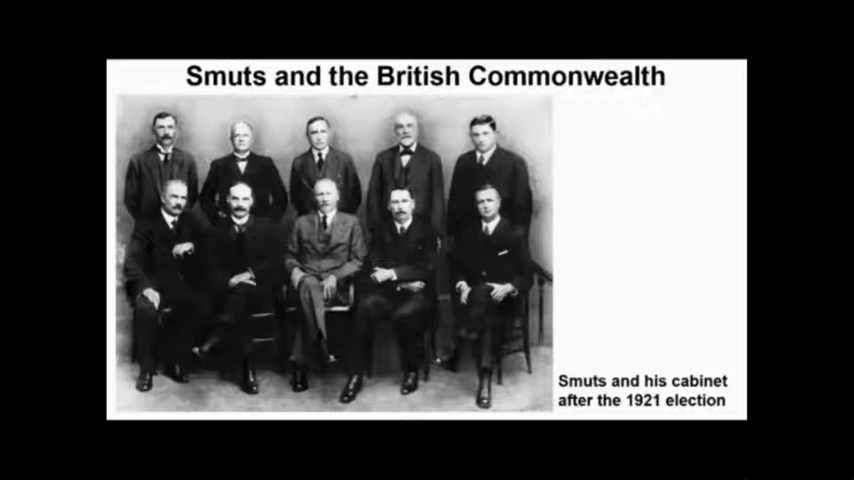 Smuts and the British Commonwealth
Smuts and his cabinet
after the 1921 election